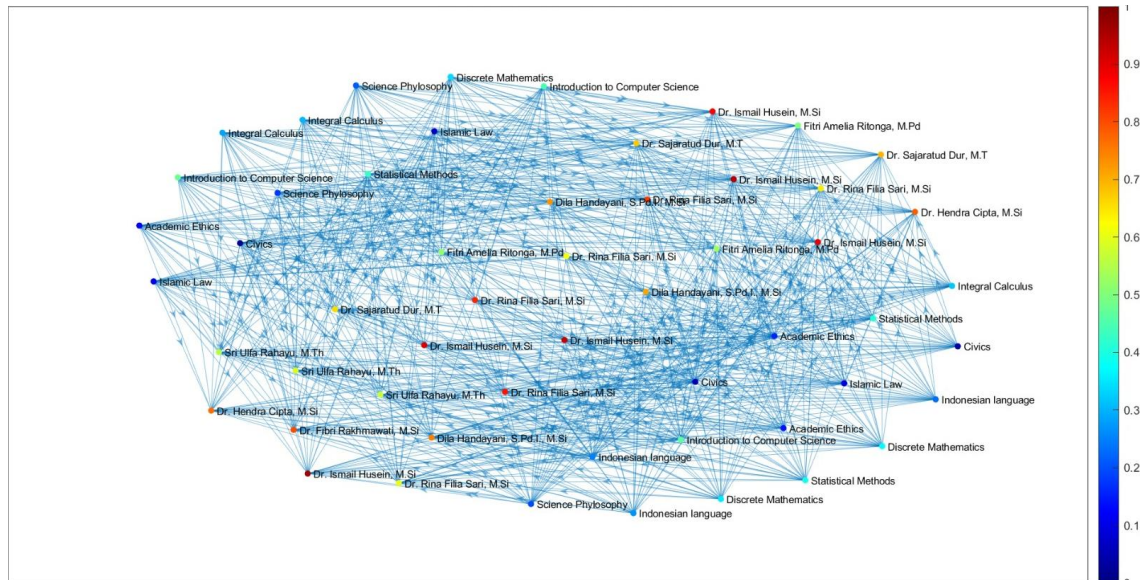 Discrete Mathematics
Science Phylosophy
Introduction to Computer Science
Dr. Ismail Husein, M.Si
Integral Calculus
Fitri Amelia Ritonga, M.Pd
Integral Calculus
Islamic Law
Dr. Sajaratud Dur, M.T
Dr. Sajaratud Dur, M.T
Introduction to Computer Science
Statistical Methods
Dr. Ismail Husein, M.Si
Science Phylosophy
Dr. Rina Filia Sari, M.Si
Dila Handayani, S.Pd.I., M.Si
Dr. Rina Filia Sari, M.Si
Dr. Hendra Cipta, M.Si
Academic Ethics
Civics
Dr. Ismail Husein, M.Si
Fitri Amelia Ritonga, M.Pd
Dr. Rina Filia Sari, M.Si
Fitri Amelia Ritonga, M.Pd
Islamic Law
Integral Calculus
Dila Handayani, S.Pd.I., M.Si
Dr. Rina Filia Sari, M.Si
Dr. Sajaratud Dur, M.T
Statistical Methods
Academic Ethics
Dr. Ismail Husein, M.Si
Dr. Ismail Husein, M.Si
Civics
Sri Ulfa Rahayu, M.Th
Sri Ulfa Rahayu, M.Th
Civics
Islamic Law
Sri Ulfa Rahayu, M.Th
Dr. Rina Filia Sari, M.Si
Indonesian language
Dr. Hendra Cipta, M.Si
Dr. Fibri Rakhmawati, M.Si
Academic Ethics
Dila Handayani, S.Pd.I., M.Si
Introduction to Computer Science
Discrete Mathematics
Indonesian language
Dr. Ismail Husein, M.Si
Statistical Methods
Dr. Rina Filia Sari, M.Si
Discrete Mathematics
Science Phylosophy
Indonesian language
1
0.9
0.8
0.7
0.6
0.5
0.4
0.3
0.2
0.1